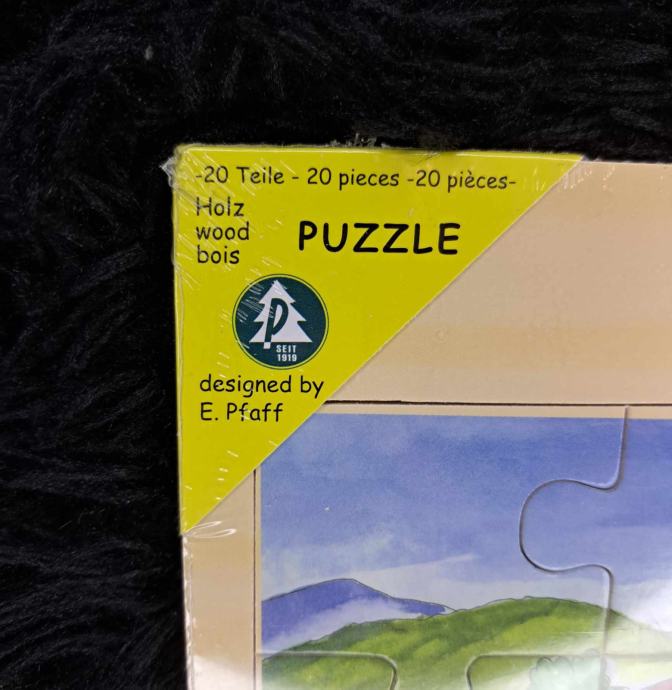 -20 Teile - 20 pieces -20 pièces-
Holz
wood
bois
PUZZLE
P
SEIT
1919
designed by
E. Pfaff